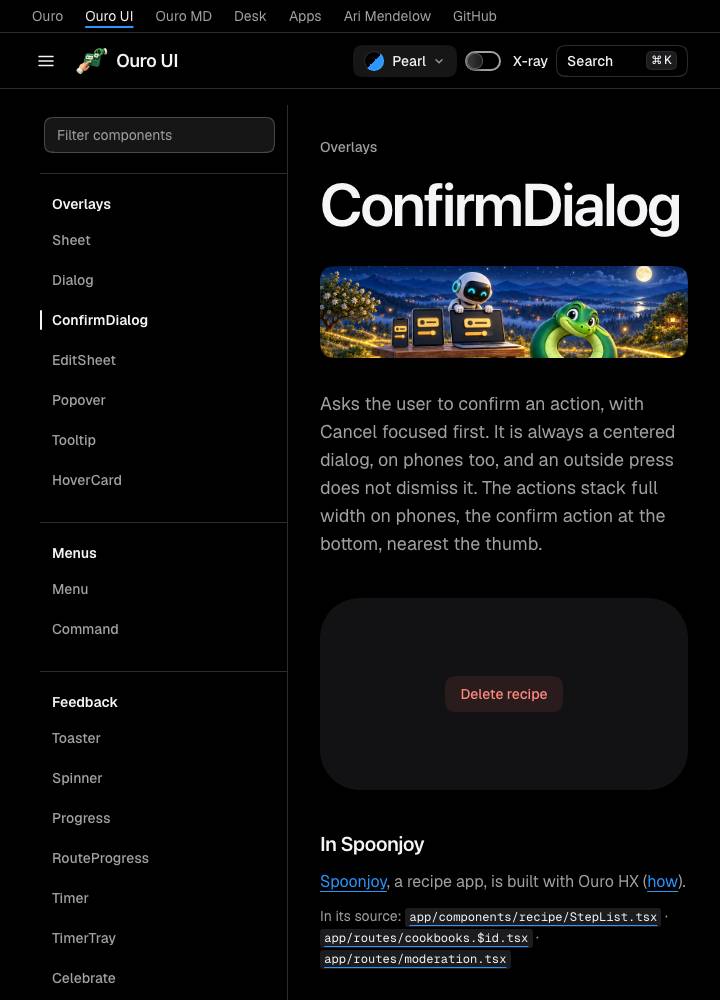 Ouro Ouro UI Ouro MD Desk Apps Ari Mendelow GitHub
Ouro UI Pearl X-ray Search ⌘ K
Filter components
Overlays
Sheet
Dialog
ConfirmDialog
EditSheet
Popover
Tooltip
HoverCard
Menus
Menu
Command
Feedback
Toaster
Spinner
Progress
RouteProgress
Timer
TimerTray
Celebrate
Overlays
ConfirmDialog
Asks the user to confirm an action, with
Cancel focused first. It is always a centered
dialog, on phones too, and an outside press
does not dismiss it. The actions stack full
width on phones, the confirm action at the
bottom, nearest the thumb.
Delete recipe
In Spoonjoy
Spoonjoy, a recipe app, is built with Ouro HX (how).
In its source: app/components/recipe/StepList.tsx ·
app/routes/cookbooks.$id.tsx ·
app/routes/moderation.tsx